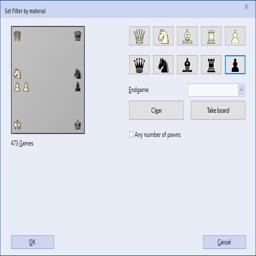 Set Filter by material
X
Endgame
Clear
Take board
Any number of pawns
473 Games
OK
Cancel